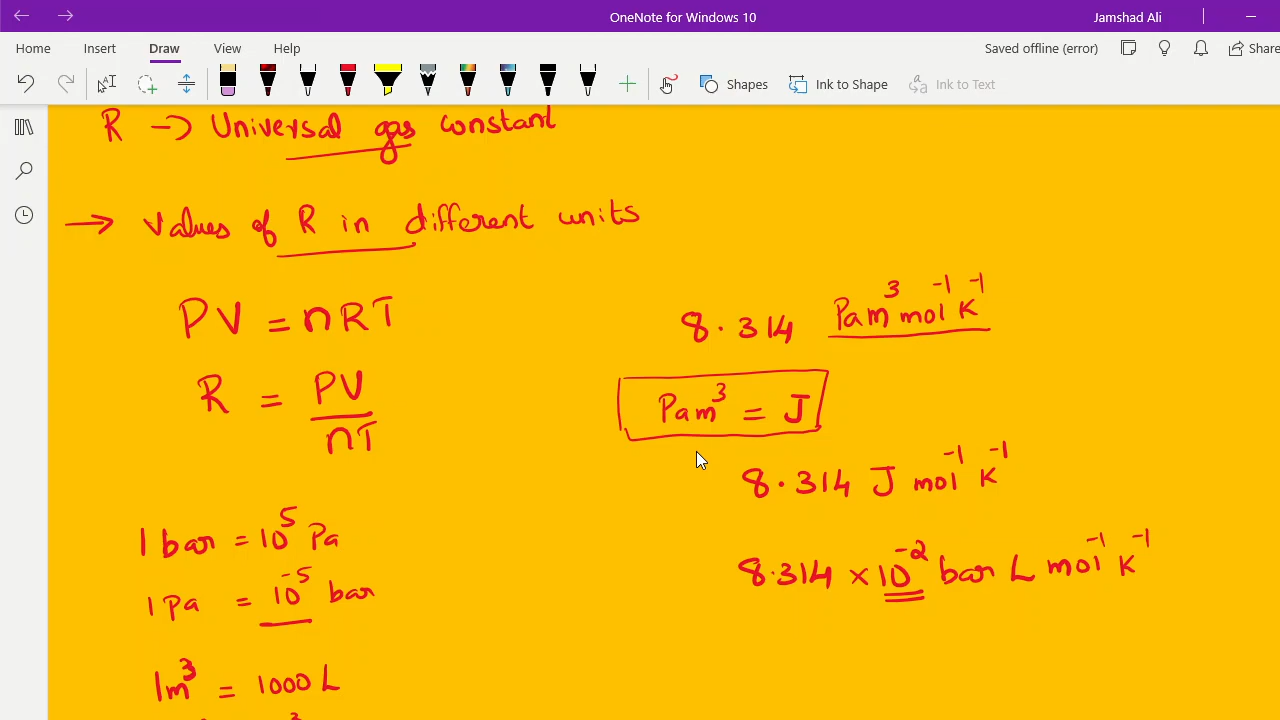 OneNote for Windows 10
Jamshad Ali
Home Insert Draw View Help
Saved offline (error)
Share
Shapes
Ink to Shape
Ink to Text
R → Universal gas constant
→ Values of R in different units
PV = nRT
R = PV / nT
1 bar = 10⁵ Pa
1 Pa = 10⁻⁵ bar
1m³ = 1000 L
8.314 Pam³ mol⁻¹ K⁻¹
Pam³ = J
8.314 J mol⁻¹ K⁻¹
8.314 × 10⁻² bar L mol⁻¹ K⁻¹